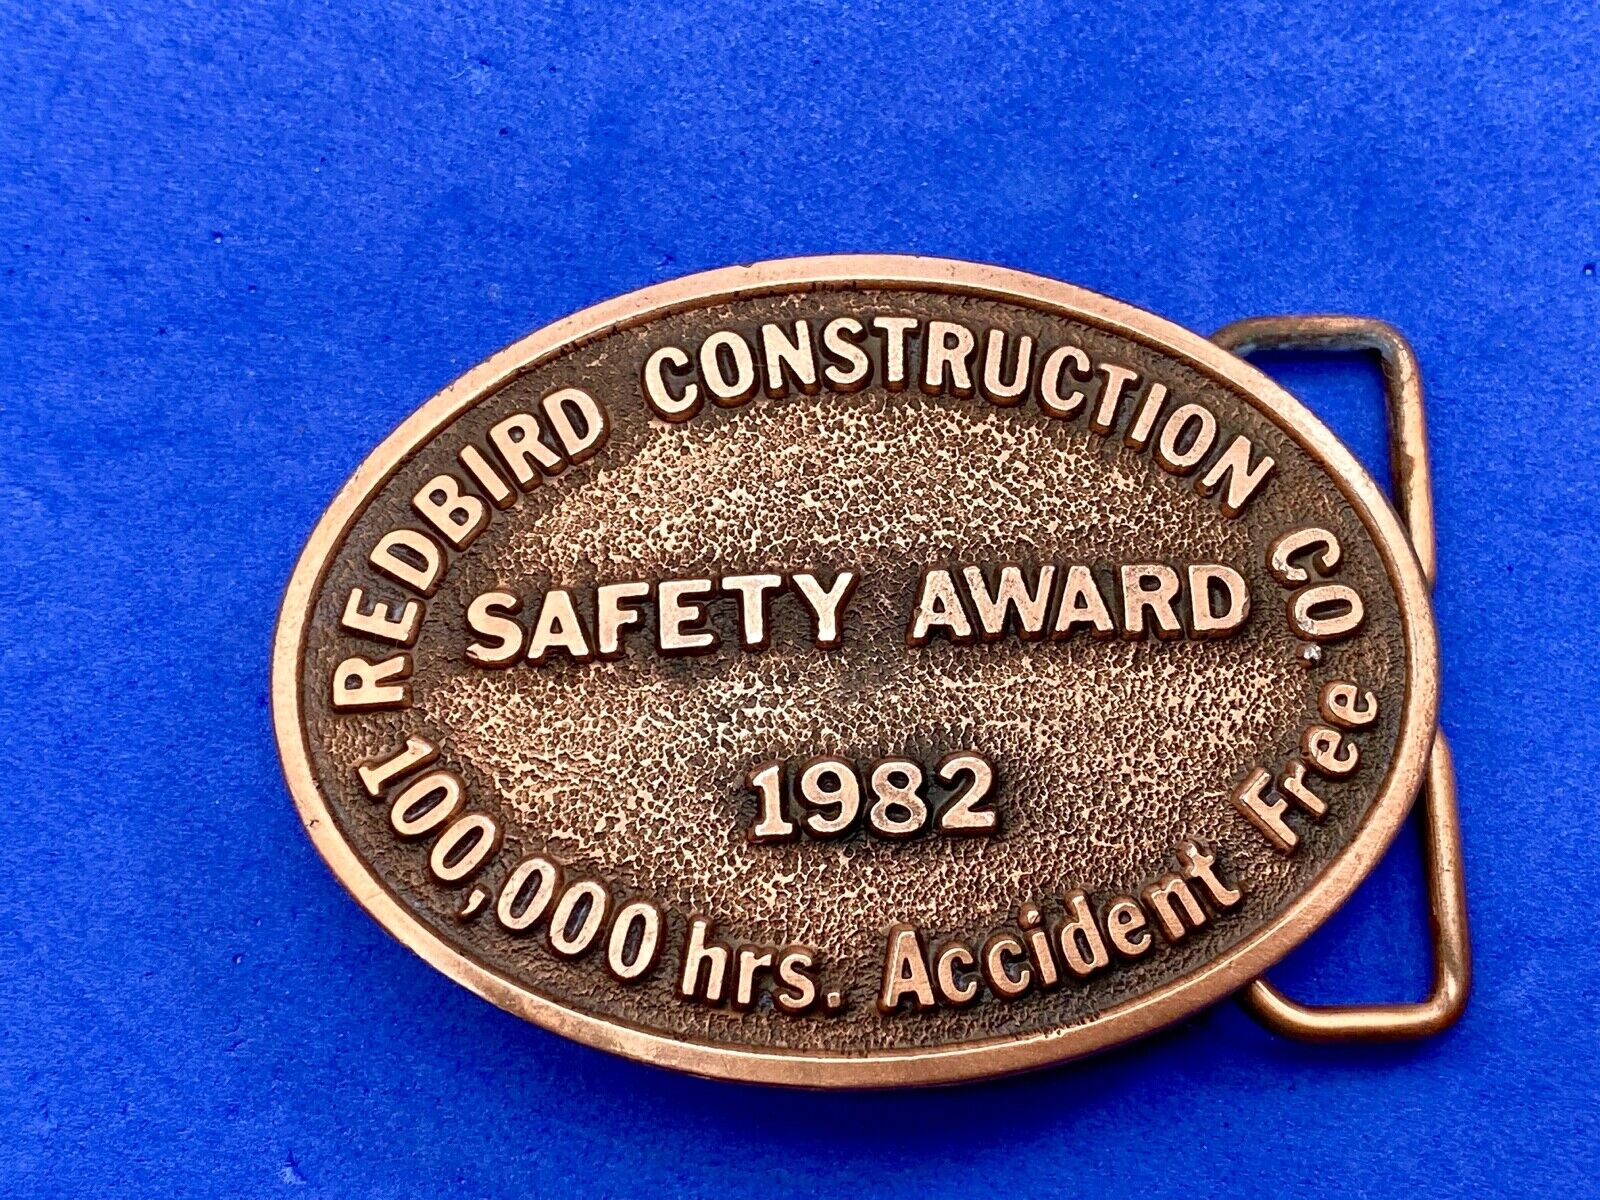 REDBIRD CONSTRUCTION CO.
SAFETY AWARD
1982
100,000 hrs. Accident Free